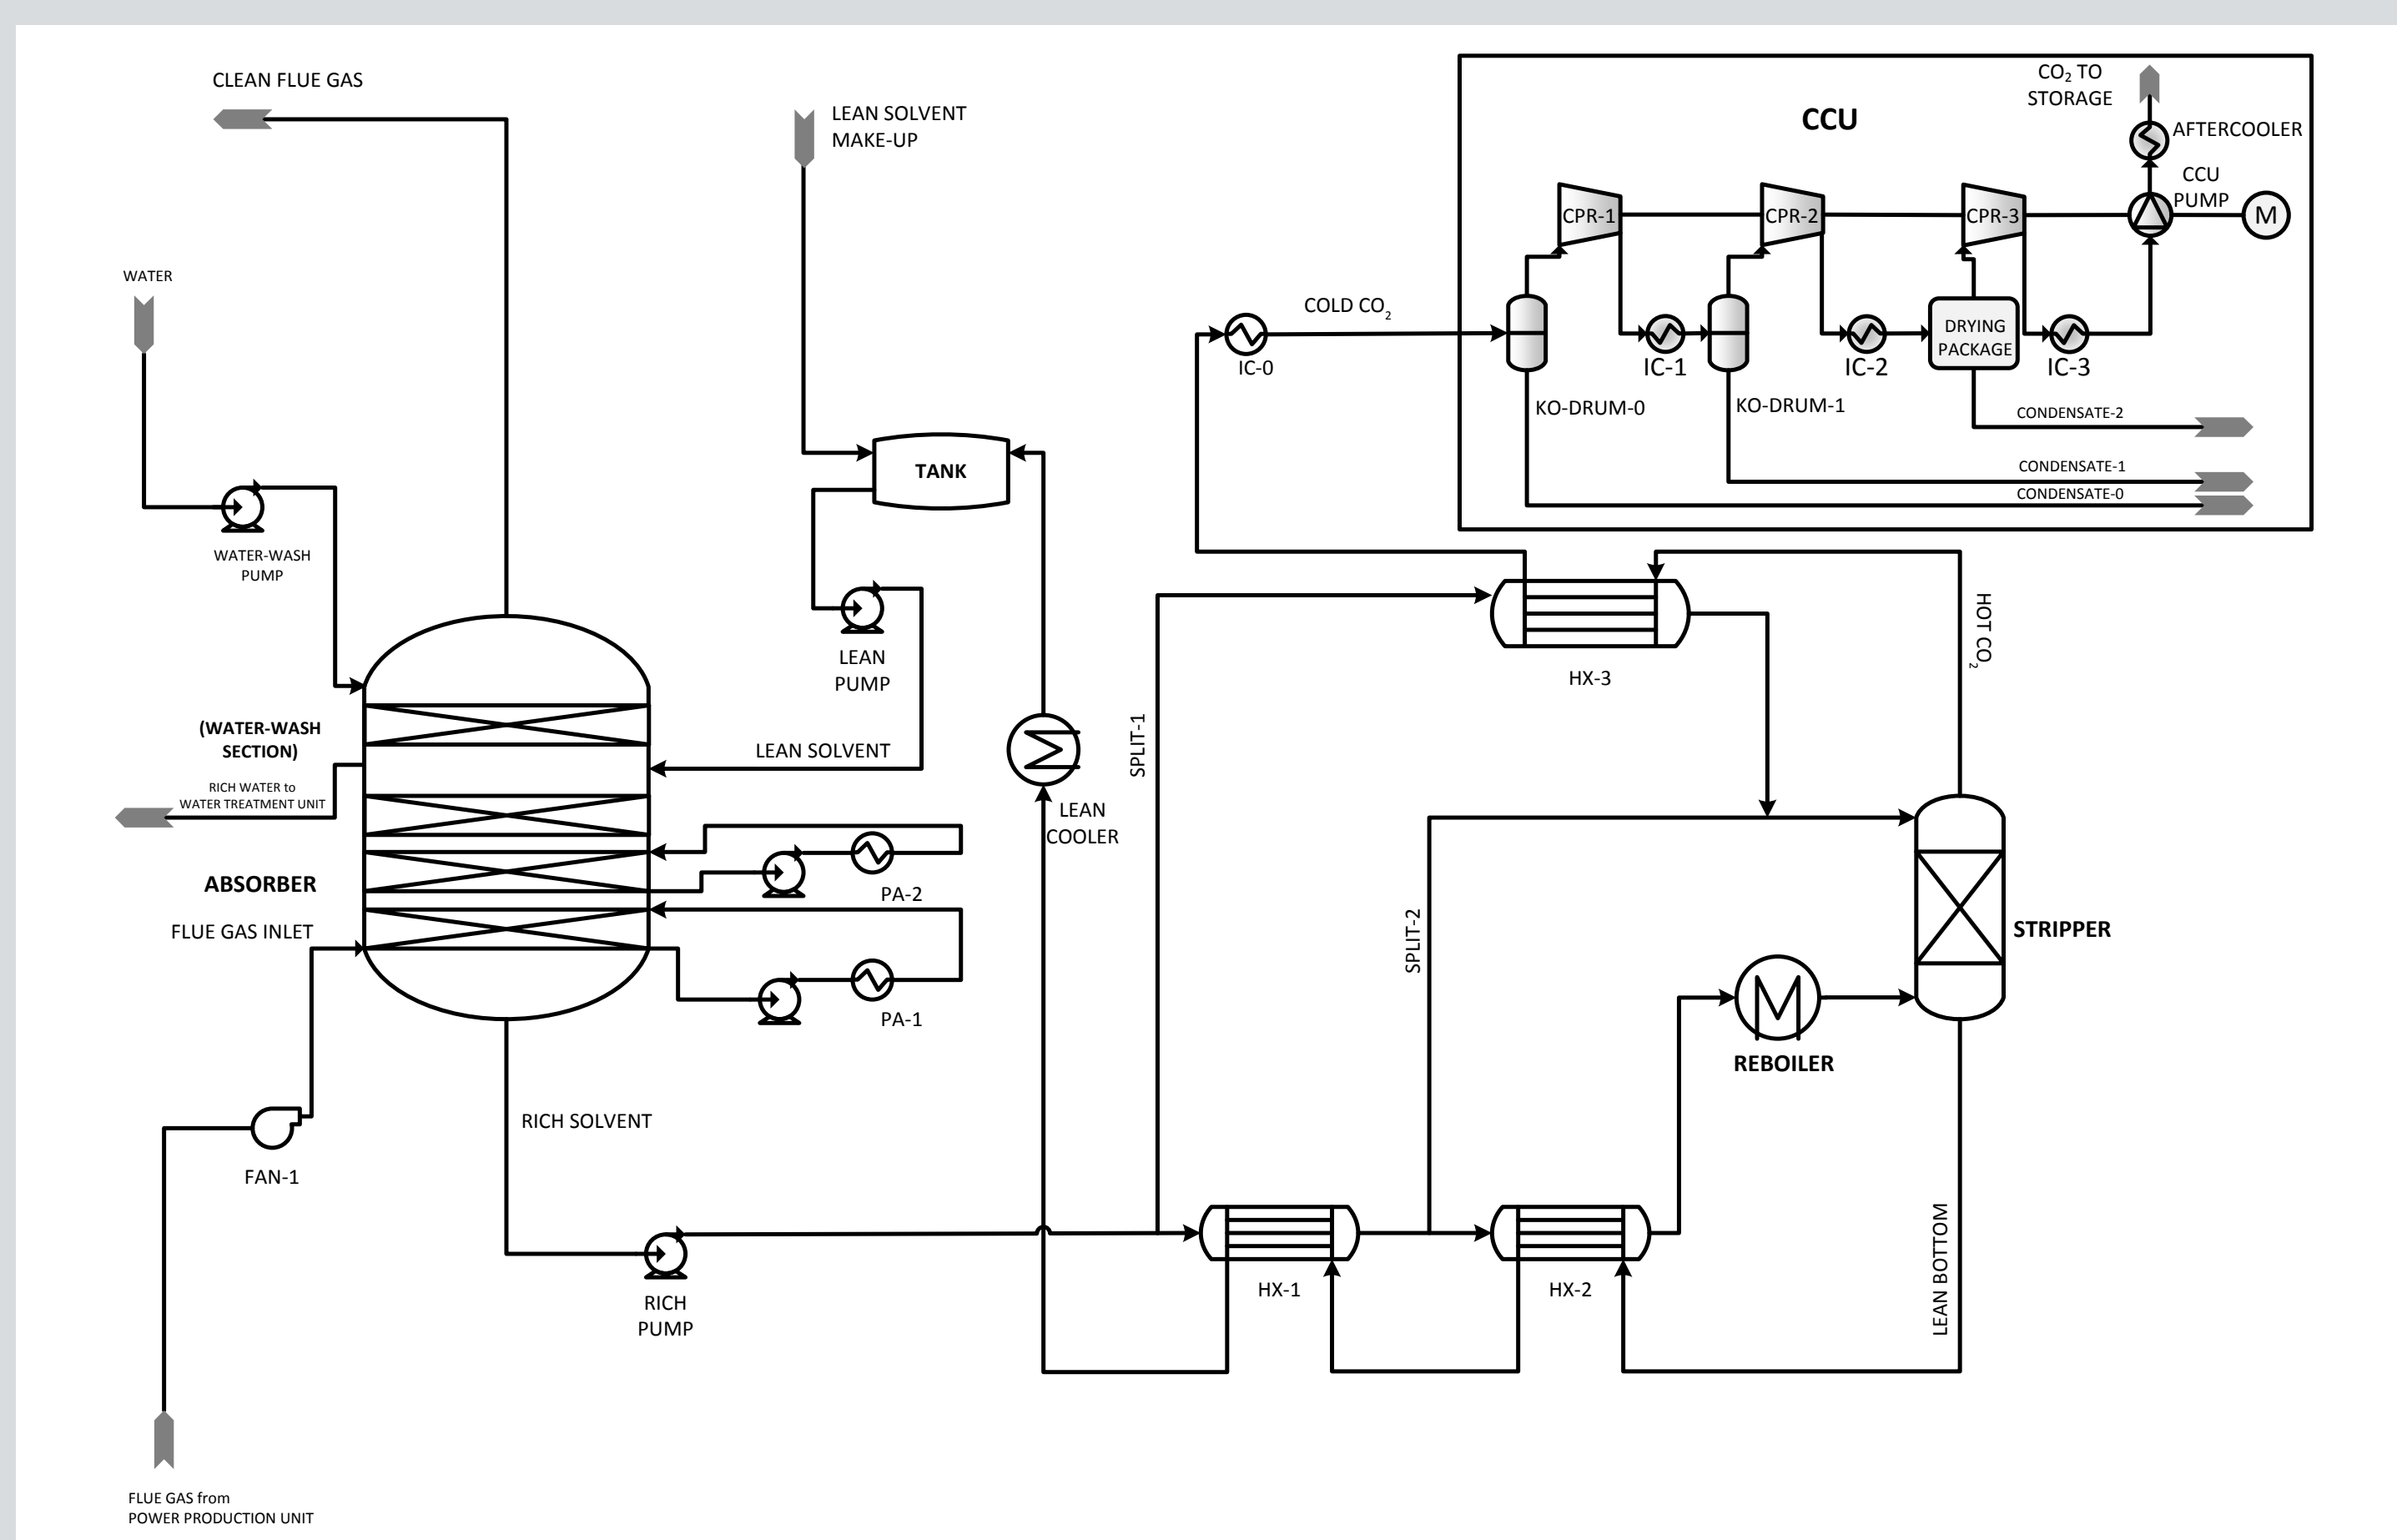 CLEAN FLUE GAS
LEAN SOLVENT
MAKE-UP
WATER
WATER-WASH
PUMP
TANK
LEAN
PUMP
(WATER-WASH
SECTION)
LEAN SOLVENT
RICH WATER to
WATER TREATMENT UNIT
LEAN
COOLER
ABSORBER
PA-2
FLUE GAS INLET
PA-1
FAN-1
RICH SOLVENT
RICH
PUMP
FLUE GAS from
POWER PRODUCTION UNIT
CCU
CO₂ TO
STORAGE
AFTERCOOLER
CCU
PUMP
CPR-1
CPR-2
CPR-3
M
COLD CO₂
IC-0
DRYING
PACKAGE
IC-1
IC-2
IC-3
KO-DRUM-0
KO-DRUM-1
CONDENSATE-2
CONDENSATE-1
CONDENSATE-0
HX-3
HOT CO₂
SPLIT-1
SPLIT-2
STRIPPER
REBOILER
HX-1
HX-2
LEAN BOTTOM